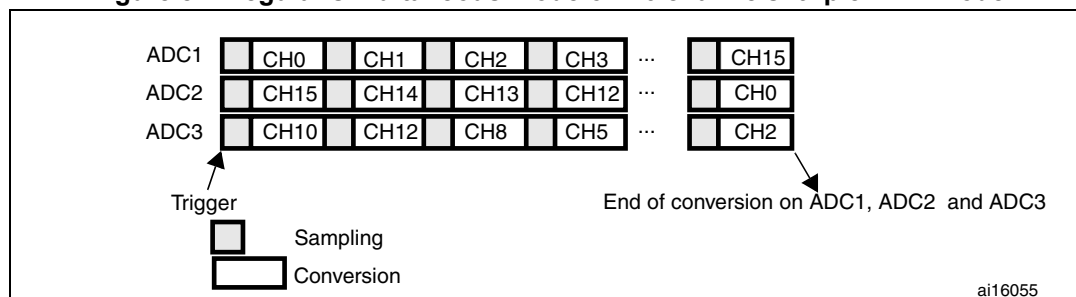 ADC1 CH0 CH1 CH2 CH3 ... CH15
ADC2 CH15 CH14 CH13 CH12 ... CH0
ADC3 CH10 CH12 CH8 CH5 ... CH2
Trigger
End of conversion on ADC1, ADC2 and ADC3
Sampling
Conversion
ai16055